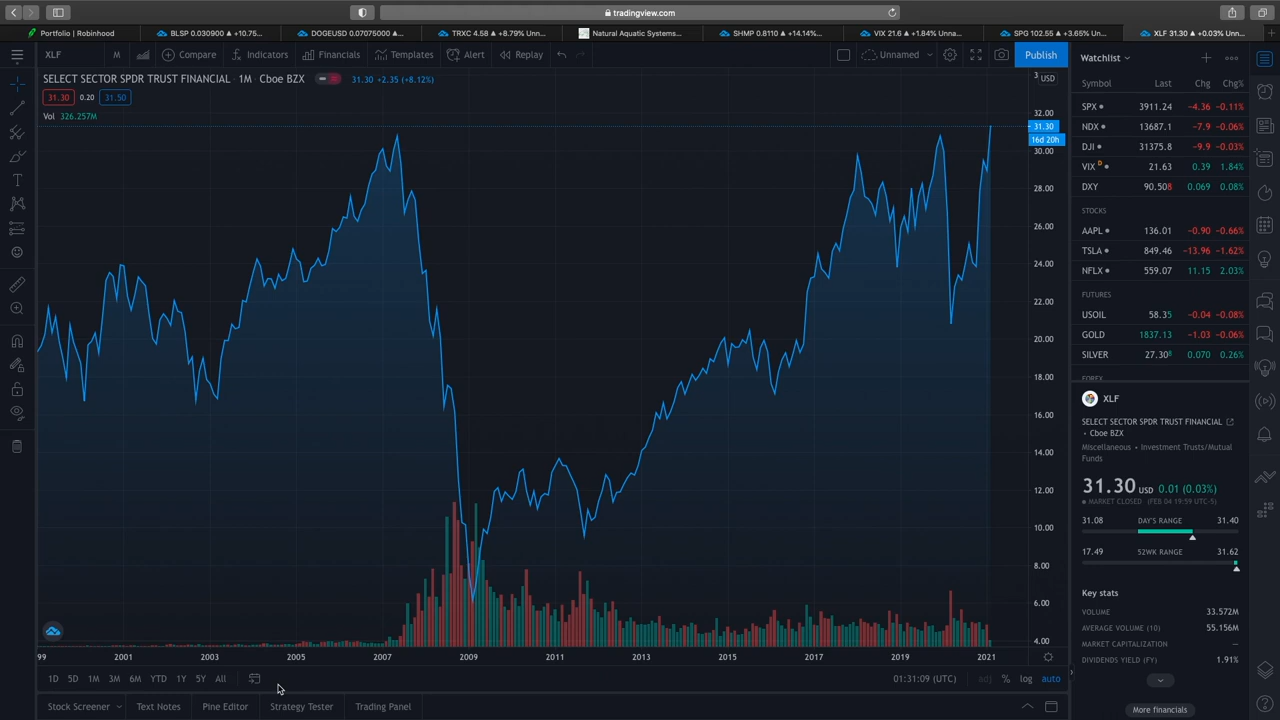 tradingview.com
Portfolio | Robinhood
BLSP 0.030900 ▲ +10.75...
DOGEUSD 0.07075000 ▲...
TRXC 4.58 ▲ +8.79% Unn...
Natural Aquatic Systems...
SHMP 0.8110 ▲ +14.14%...
VIX 21.6 ▲ +1.84% Unna...
SPG 102.55 ▲ +3.65% Un...
XLF 31.30 ▲ +0.03% Unn...
XLF M Compare Indicators Financials Templates Alert Replay Unnamed Publish
SELECT SECTOR SPDR TRUST FINANCIAL · 1M · Cboe BZX 31.30 +2.35 (+8.12%)
31.30 0.20 31.50
Vol 326.257M
USD
32.00
31.30
16d 20h
30.00
28.00
26.00
24.00
22.00
20.00
18.00
16.00
14.00
12.00
10.00
8.00
6.00
4.00
99 2001 2003 2005 2007 2009 2011 2013 2015 2017 2019 2021
1D 5D 1M 3M 6M YTD 1Y 5Y All 01:31:09 (UTC) adj % log auto
Stock Screener Text Notes Pine Editor Strategy Tester Trading Panel
Watchlist
Symbol Last Chg Chg%
SPX 3911.24 −4.36 −0.11%
NDX 13687.1 −7.9 −0.06%
DJI 31375.8 −9.9 −0.03%
VIX D 21.63 0.39 1.84%
DXY 90.508 0.069 0.08%
STOCKS
AAPL 136.01 −0.90 −0.66%
TSLA 849.46 −13.96 −1.62%
NFLX 559.07 11.15 2.03%
FUTURES
USOIL 58.35 −0.04 −0.08%
GOLD 1837.13 −1.03 −0.06%
SILVER 27.308 0.070 0.26%
FOREX
XLF
SELECT SECTOR SPDR TRUST FINANCIAL
• Cboe BZX
Miscellaneous • Investment Trusts/Mutual
Funds
31.30 USD 0.01 (0.03%)
MARKET CLOSED (FEB 04 19:59 UTC-5)
31.08 DAY'S RANGE 31.40
17.49 52WK RANGE 31.62
Key stats
VOLUME 33.572M
AVERAGE VOLUME (10) 55.156M
MARKET CAPITALIZATION —
DIVIDENDS YIELD (FY) 1.91%
More financials